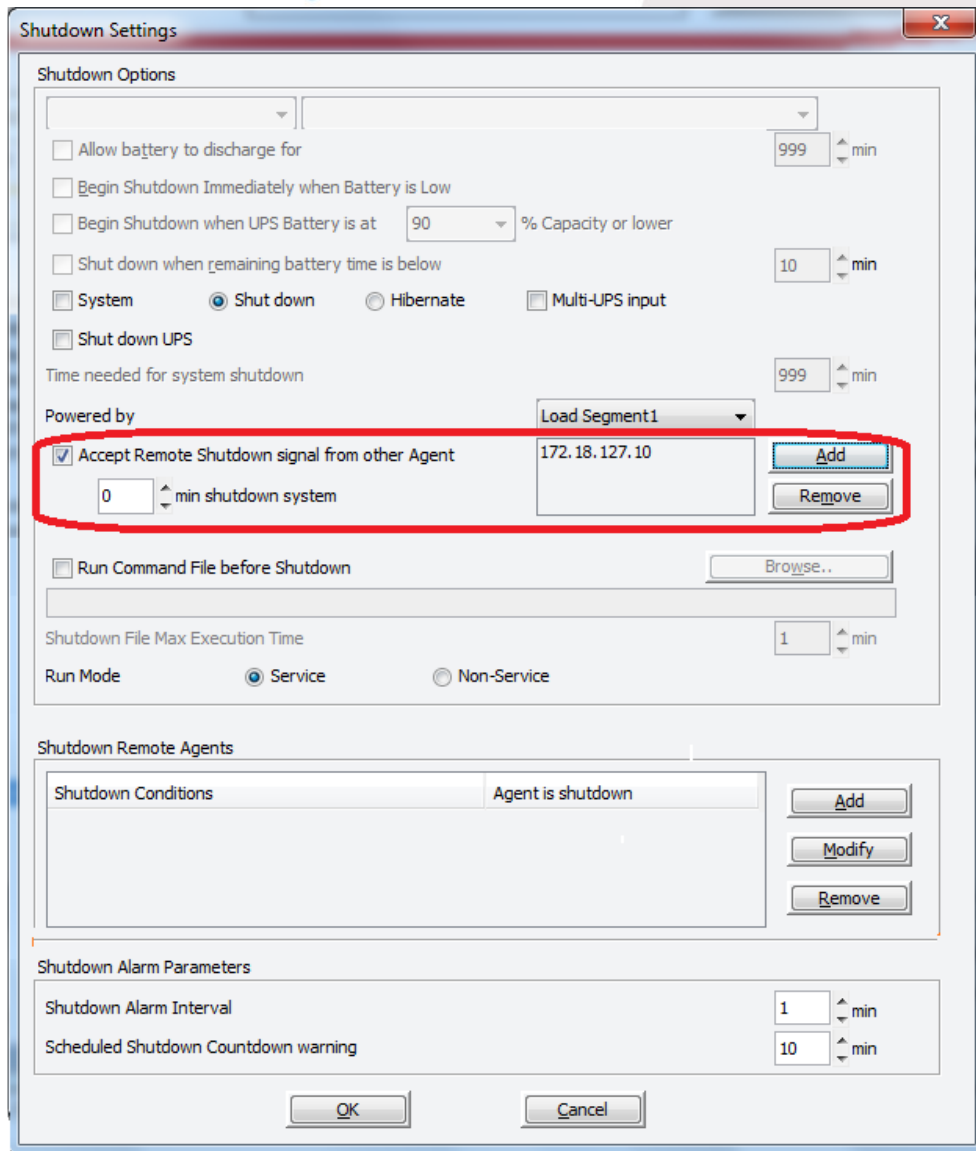 Shutdown Settings
X
Shutdown Options
Allow battery to discharge for 999 min
Begin Shutdown Immediately when Battery is Low
Begin Shutdown when UPS Battery is at 90 % Capacity or lower
Shut down when remaining battery time is below 10 min
System Shut down Hibernate Multi-UPS input
Shut down UPS
Time needed for system shutdown 999 min
Powered by Load Segment1
Accept Remote Shutdown signal from other Agent 172.18.127.10 Add
0 min shutdown system Remove
Run Command File before Shutdown Browse..
Shutdown File Max Execution Time 1 min
Run Mode Service Non-Service
Shutdown Remote Agents
Shutdown Conditions Agent is shutdown
Add
Modify
Remove
Shutdown Alarm Parameters
Shutdown Alarm Interval 1 min
Scheduled Shutdown Countdown warning 10 min
OK Cancel